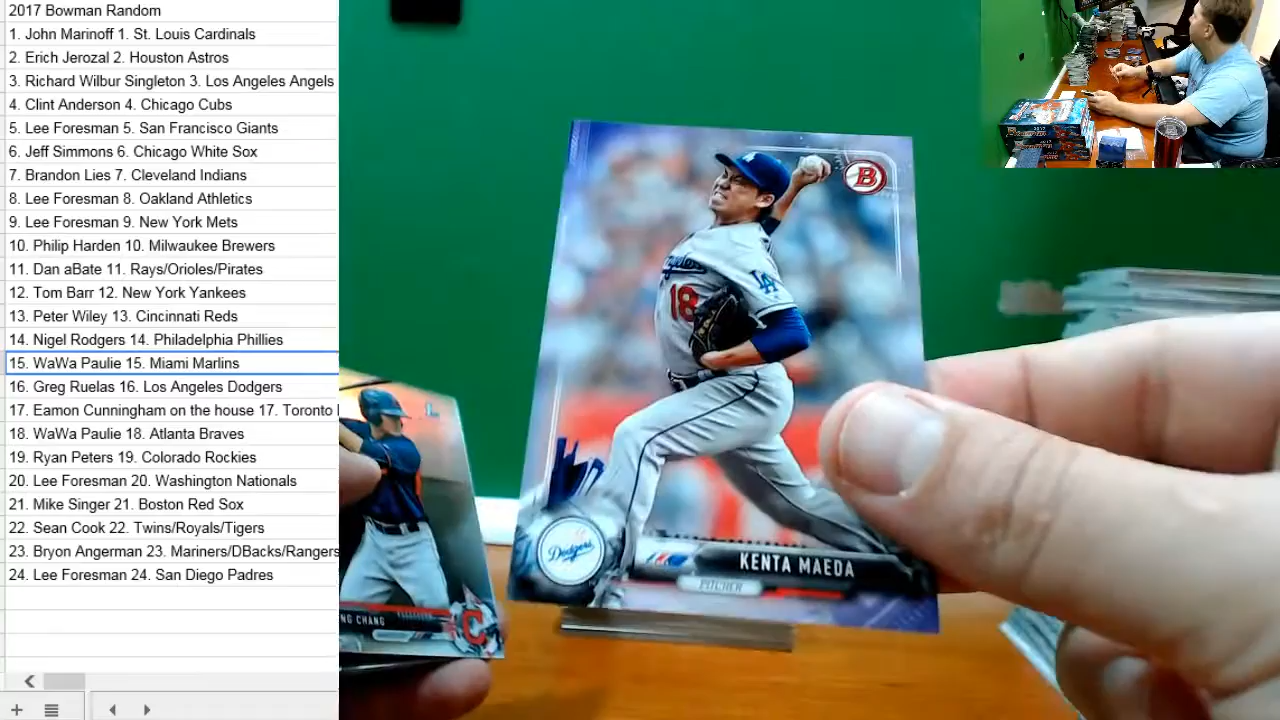 2017 Bowman Random
1. John Marinoff 1. St. Louis Cardinals
2. Erich Jerozal 2. Houston Astros
3. Richard Wilbur Singleton 3. Los Angeles Angels
4. Clint Anderson 4. Chicago Cubs
5. Lee Foresman 5. San Francisco Giants
6. Jeff Simmons 6. Chicago White Sox
7. Brandon Lies 7. Cleveland Indians
8. Lee Foresman 8. Oakland Athletics
9. Lee Foresman 9. New York Mets
10. Philip Harden 10. Milwaukee Brewers
11. Dan aBate 11. Rays/Orioles/Pirates
12. Tom Barr 12. New York Yankees
13. Peter Wiley 13. Cincinnati Reds
14. Nigel Rodgers 14. Philadelphia Phillies
15. WaWa Paulie 15. Miami Marlins
16. Greg Ruelas 16. Los Angeles Dodgers
17. Eamon Cunningham on the house 17. Toronto
18. WaWa Paulie 18. Atlanta Braves
19. Ryan Peters 19. Colorado Rockies
20. Lee Foresman 20. Washington Nationals
21. Mike Singer 21. Boston Red Sox
22. Sean Cook 22. Twins/Royals/Tigers
23. Bryon Angerman 23. Mariners/DBacks/Rangers
24. Lee Foresman 24. San Diego Padres
B
LA
18
LA
Dodgers
KENTA MAEDA
PITCHER
NG CHANG
C
2017